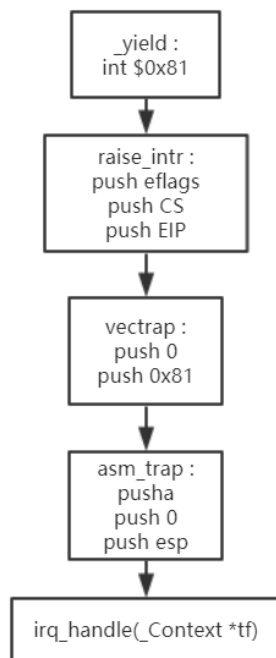 _yield :
int $0x81
raise_intr :
push eflags
push CS
push EIP
vectrap :
push 0
push 0x81
asm_trap :
pusha
push 0
push esp
irq_handle(_Context *tf)